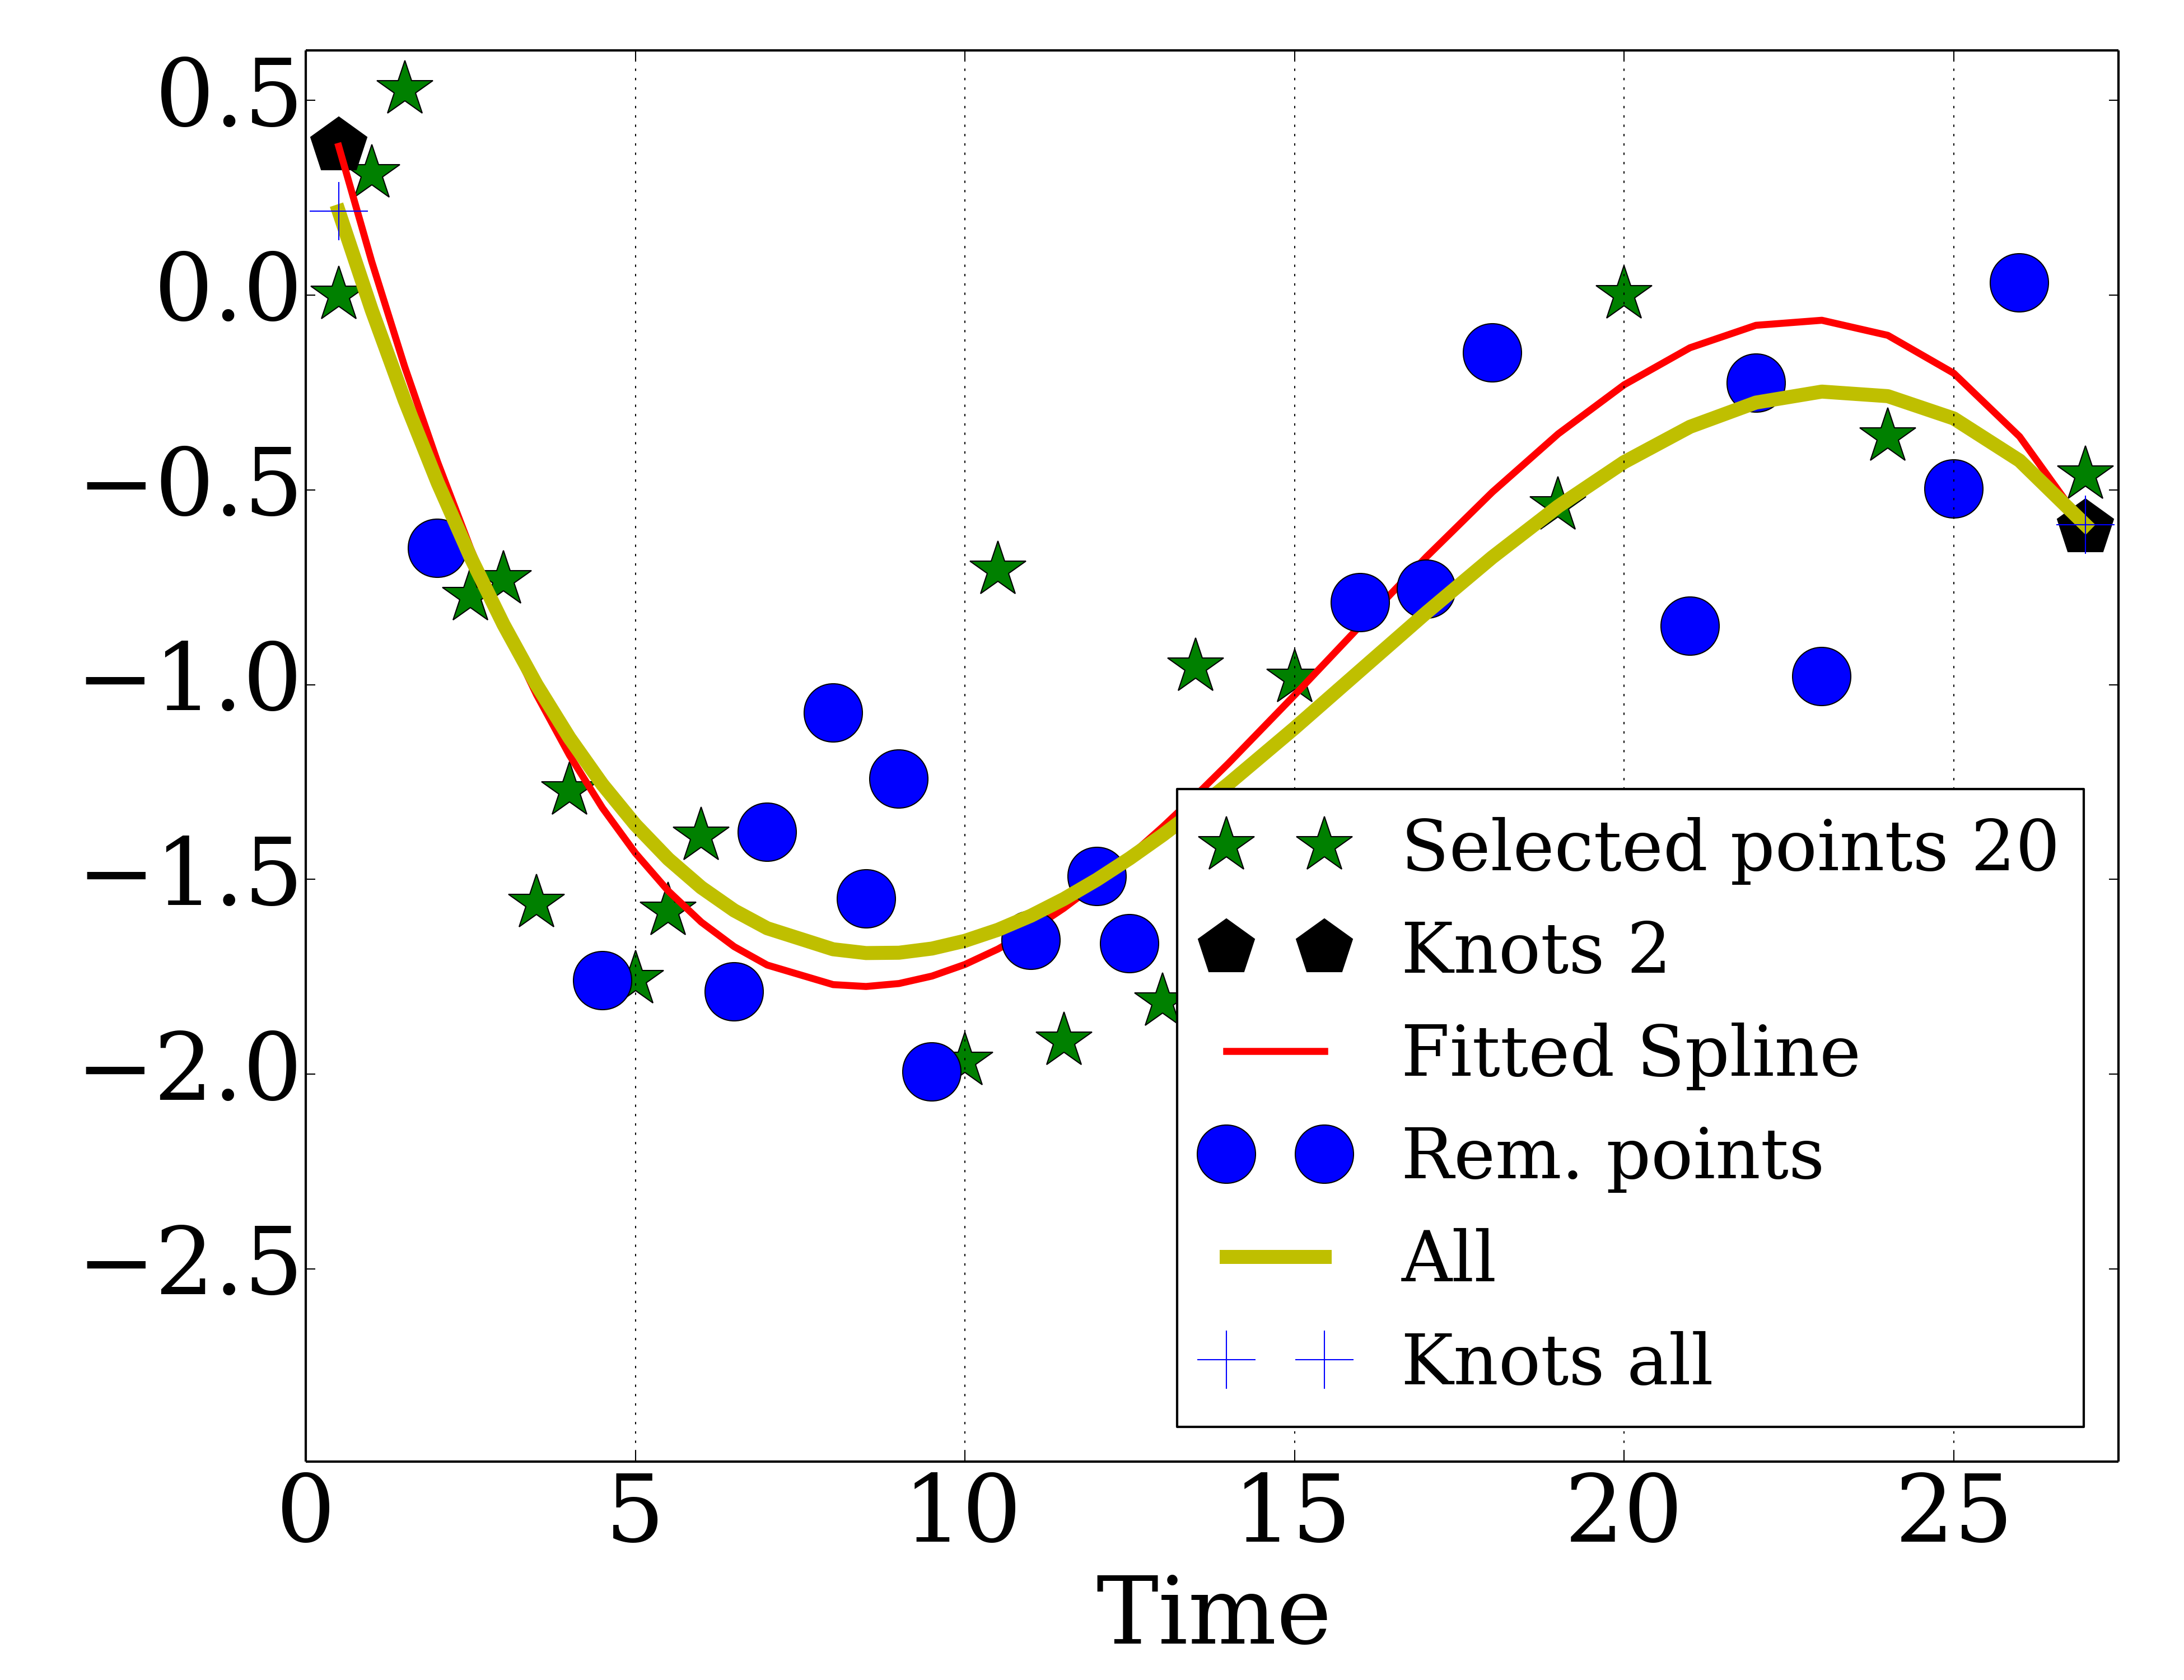 0.5
0.0
−0.5
−1.0
−1.5
−2.0
−2.5
Selected points 20
Knots 2
Fitted Spline
Rem. points
All
Knots all
0 5 10 15 20 25
Time